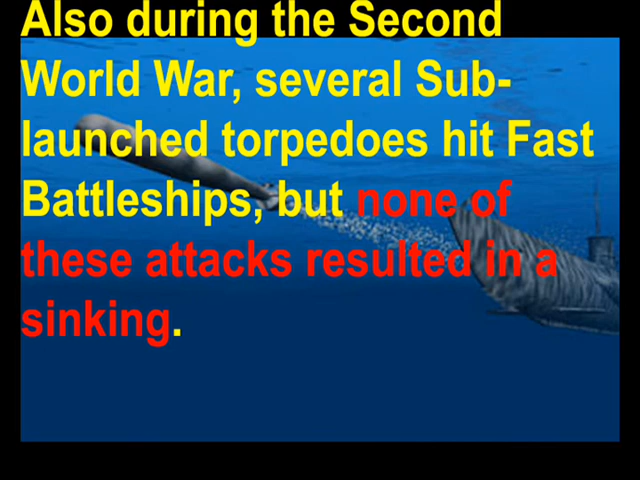 Also during the Second
World War, several Sub-
launched torpedoes hit Fast
Battleships, but none of
these attacks resulted in a
sinking.